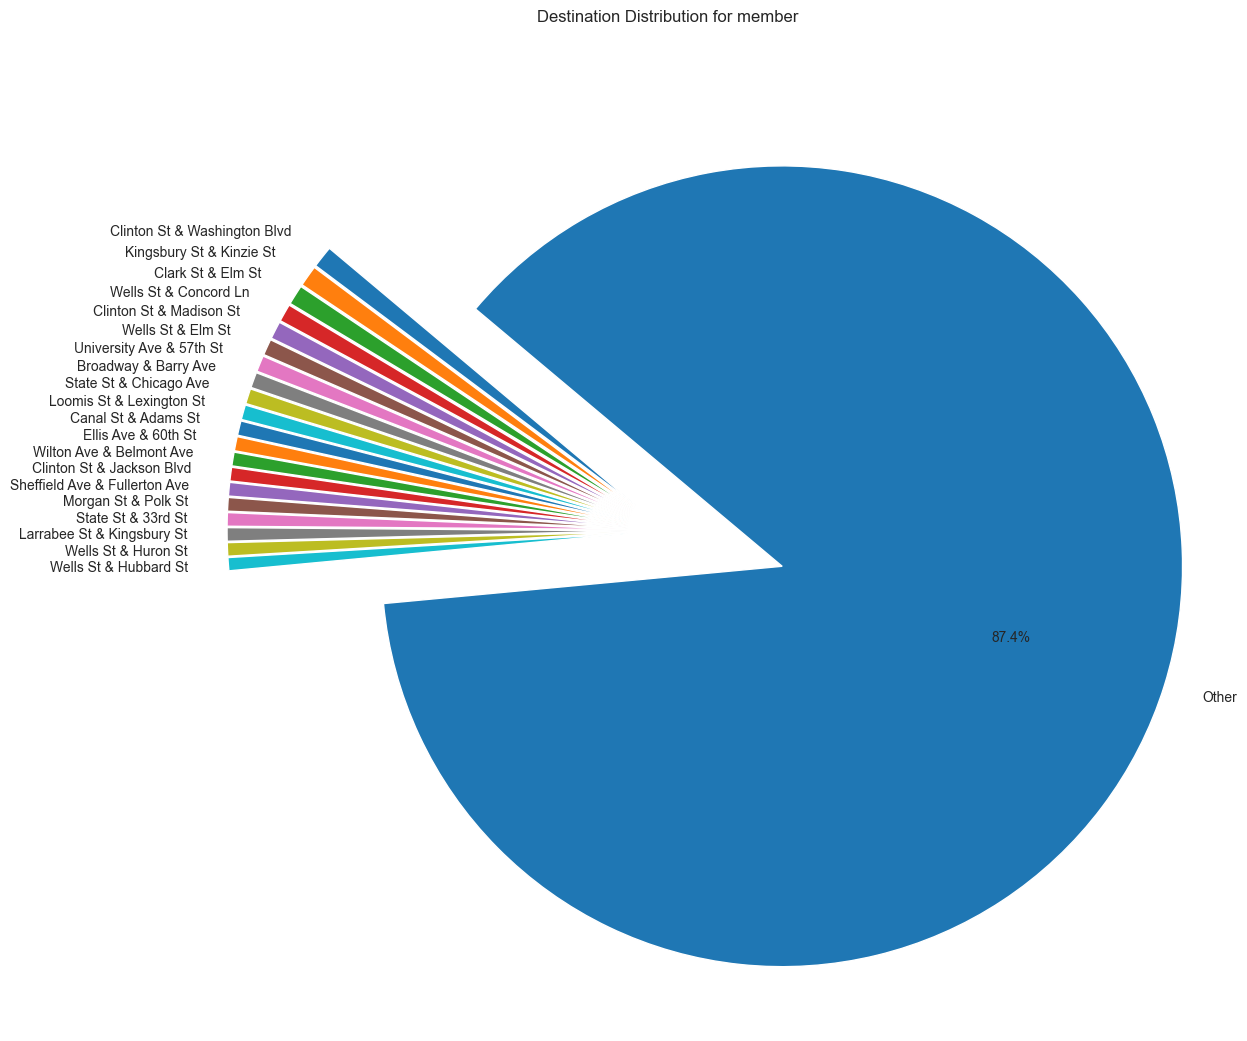 Destination Distribution for member
Clinton St & Washington Blvd
Kingsbury St & Kinzie St
Clark St & Elm St
Wells St & Concord Ln
Clinton St & Madison St
Wells St & Elm St
University Ave & 57th St
Broadway & Barry Ave
State St & Chicago Ave
Loomis St & Lexington St
Canal St & Adams St
Ellis Ave & 60th St
Wilton Ave & Belmont Ave
Clinton St & Jackson Blvd
Sheffield Ave & Fullerton Ave
Morgan St & Polk St
State St & 33rd St
Larrabee St & Kingsbury St
Wells St & Huron St
Wells St & Hubbard St
87.4%
Other